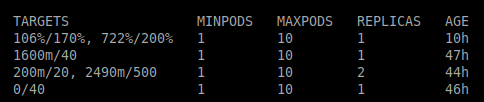 TARGETS MINPODS MAXPODS REPLICAS AGE
106%/170%, 722%/200% 1 10 1 10h
1600m/40 1 10 1 47h
200m/20, 2490m/500 1 10 2 44h
0/40 1 10 1 46h